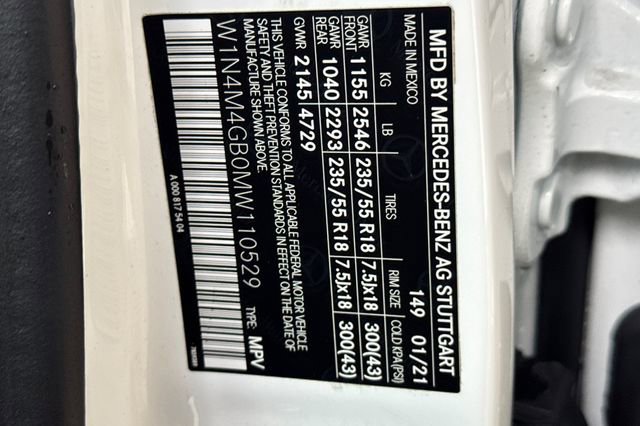 MFD BY MERCEDES-BENZ AG STUTTGART
MADE IN MEXICO 149 01/21
KG LB TIRES RIM SIZE COLD KPA(PSI)
GAWR FRONT 1155 2546 235/55 R18 7.5Jx18 300(43)
GAWR REAR 1040 2293 235/55 R18 7.5Jx18 300(43)
GVWR 2145 4729
THIS VEHICLE CONFORMS TO ALL APPLICABLE FEDERAL MOTOR VEHICLE
SAFETY AND THEFT PREVENTION STANDARDS IN EFFECT ON THE DATE OF
MANUFACTURE SHOWN ABOVE.
W1N4M4GB0MW110529 TYPE: MPV
A 000 817 54 04